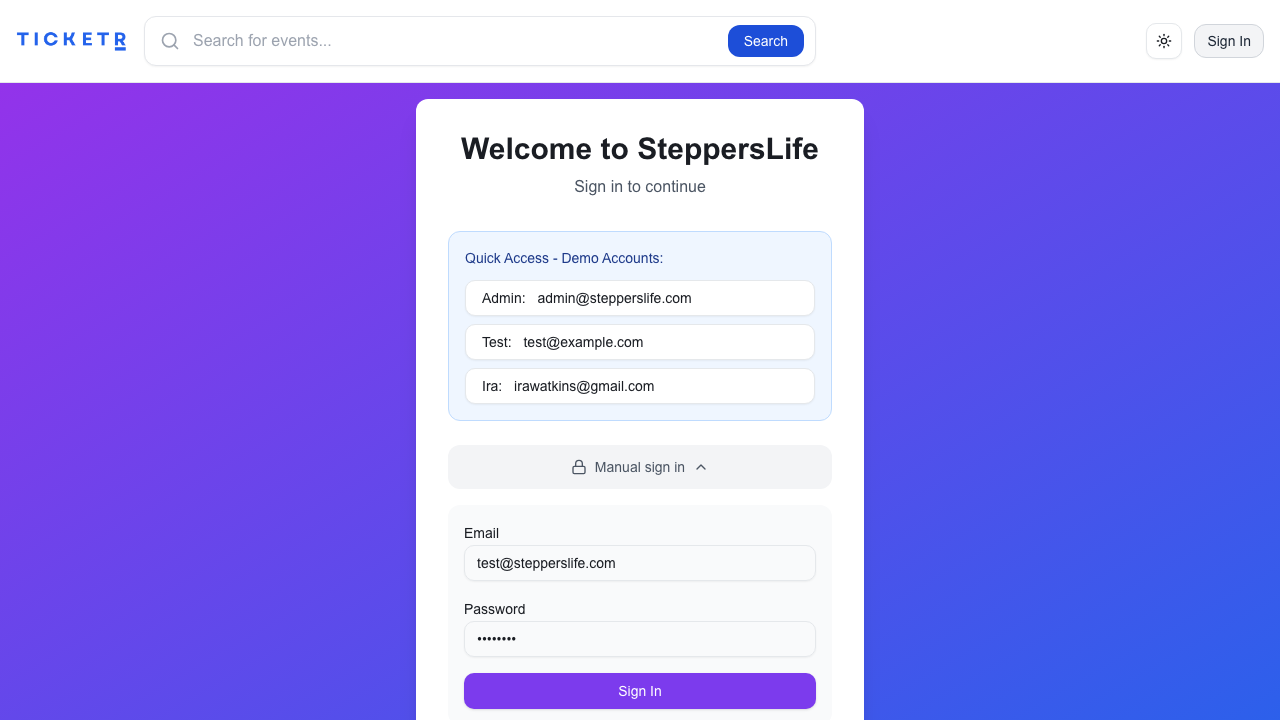 TICKETR
Search for events...
Search
Sign In
Welcome to SteppersLife
Sign in to continue
Quick Access - Demo Accounts:
Admin: admin@stepperslife.com
Test: test@example.com
Ira: irawatkins@gmail.com
Manual sign in
Email
test@stepperslife.com
Password
••••••••
Sign In